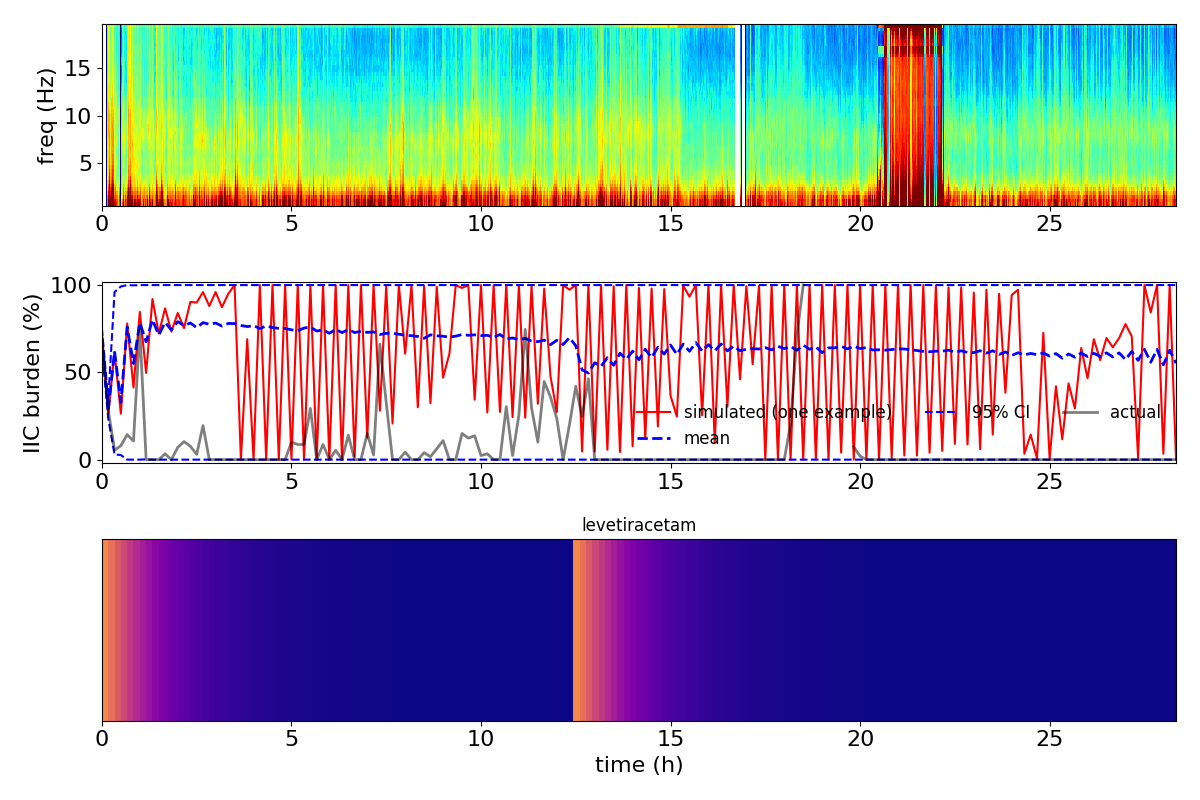 freq (Hz)
15
10
5
0 5 10 15 20 25
IIC burden (%)
100
50
0
simulated (one example) 95% CI actual
mean
0 5 10 15 20 25
levetiracetam
0 5 10 15 20 25
time (h)